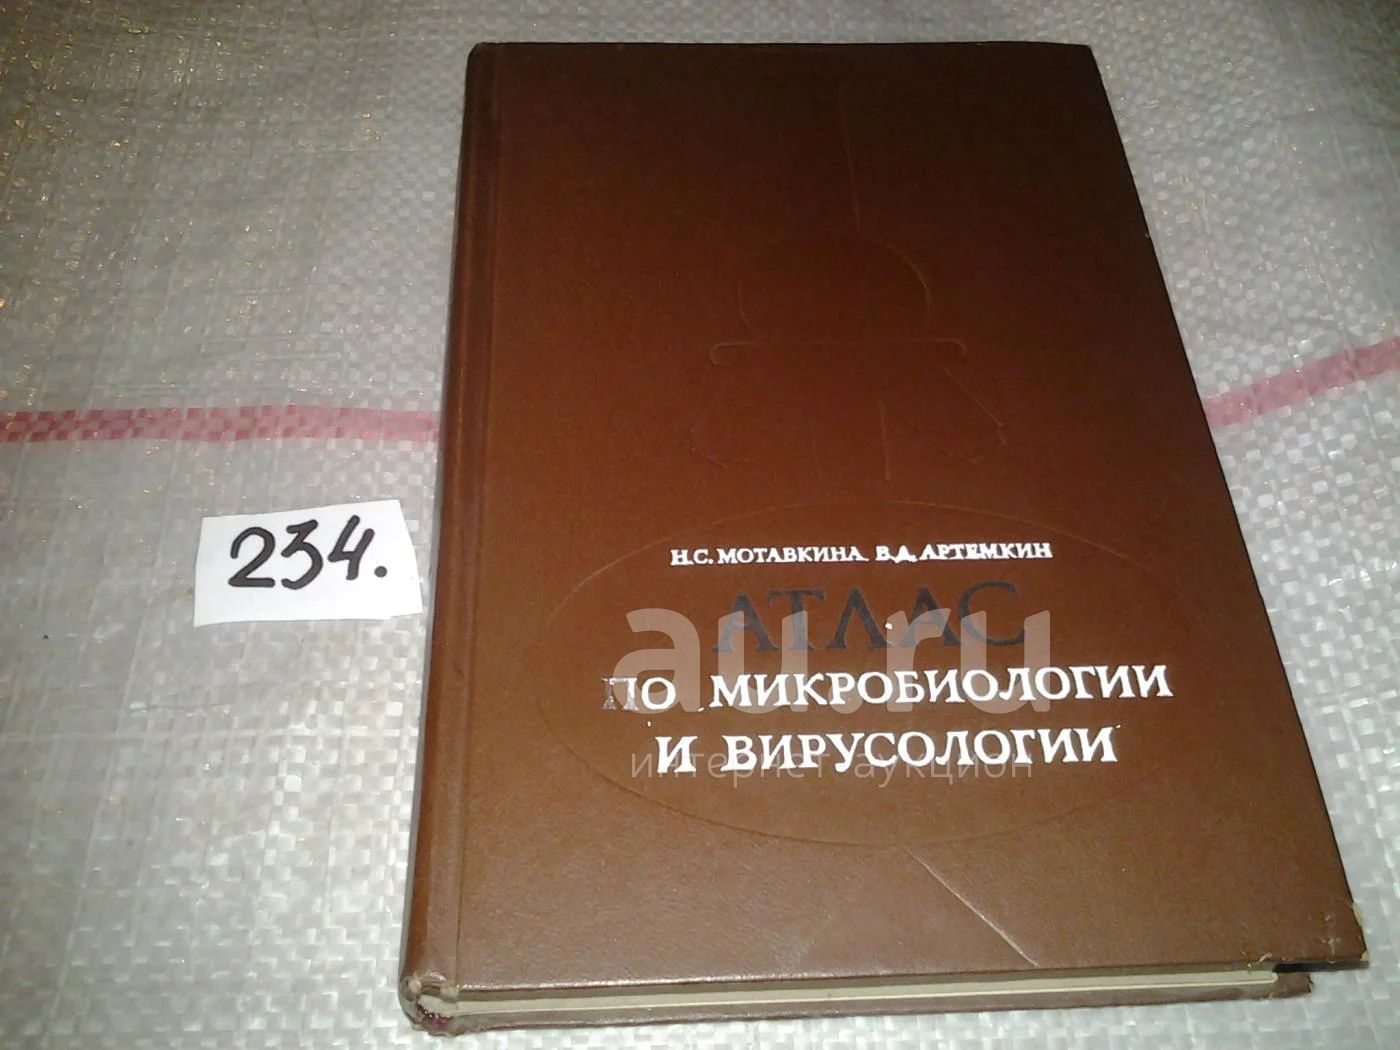 234.
Н.С. МОТАВКИНА В.Д. АРТЕМКИН
АТЛАС
ПО МИКРОБИОЛОГИИ
И ВИРУСОЛОГИИ
au.ru
интернет аукцион